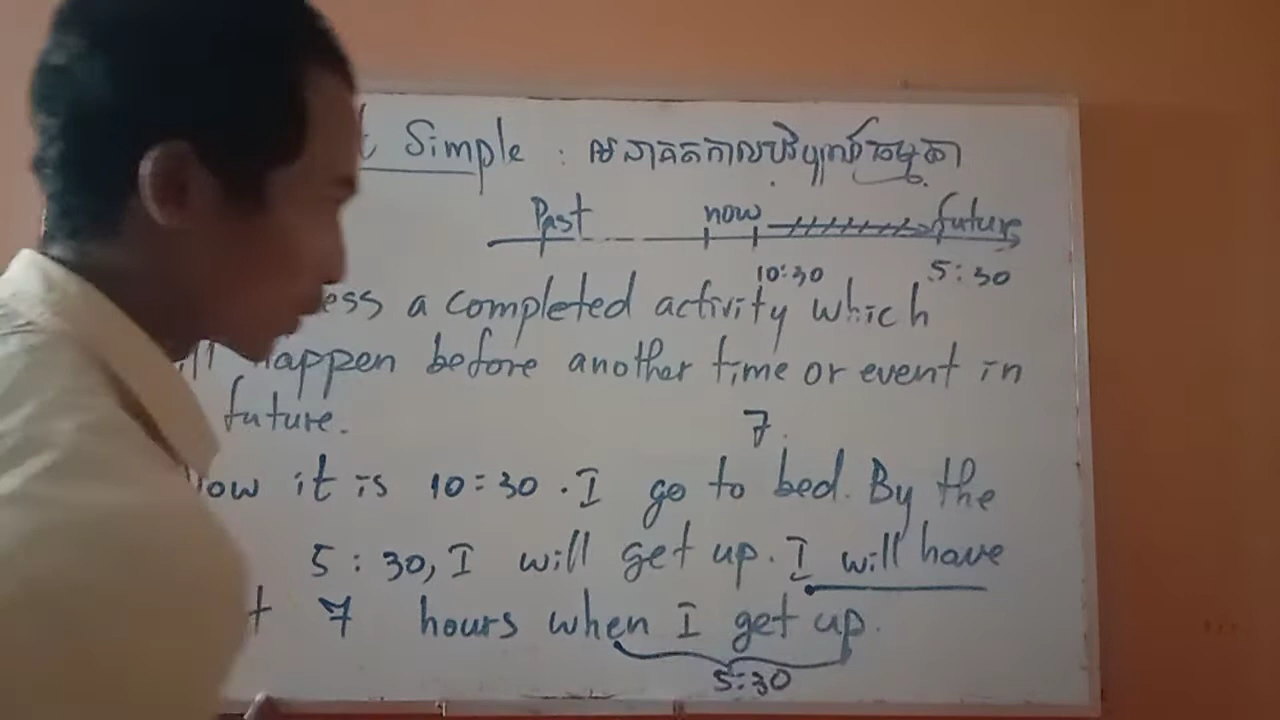 t Simple : អនាគតកាលបរិបូរណ៍ធម្មតា
Past now future
10:30 5:30
ess a completed activity which
happen before another time or event in
future.
7.
ow it is 10:30. I go to bed. By the
5:30, I will get up. I will have
t 7 hours when I get up.
5:30